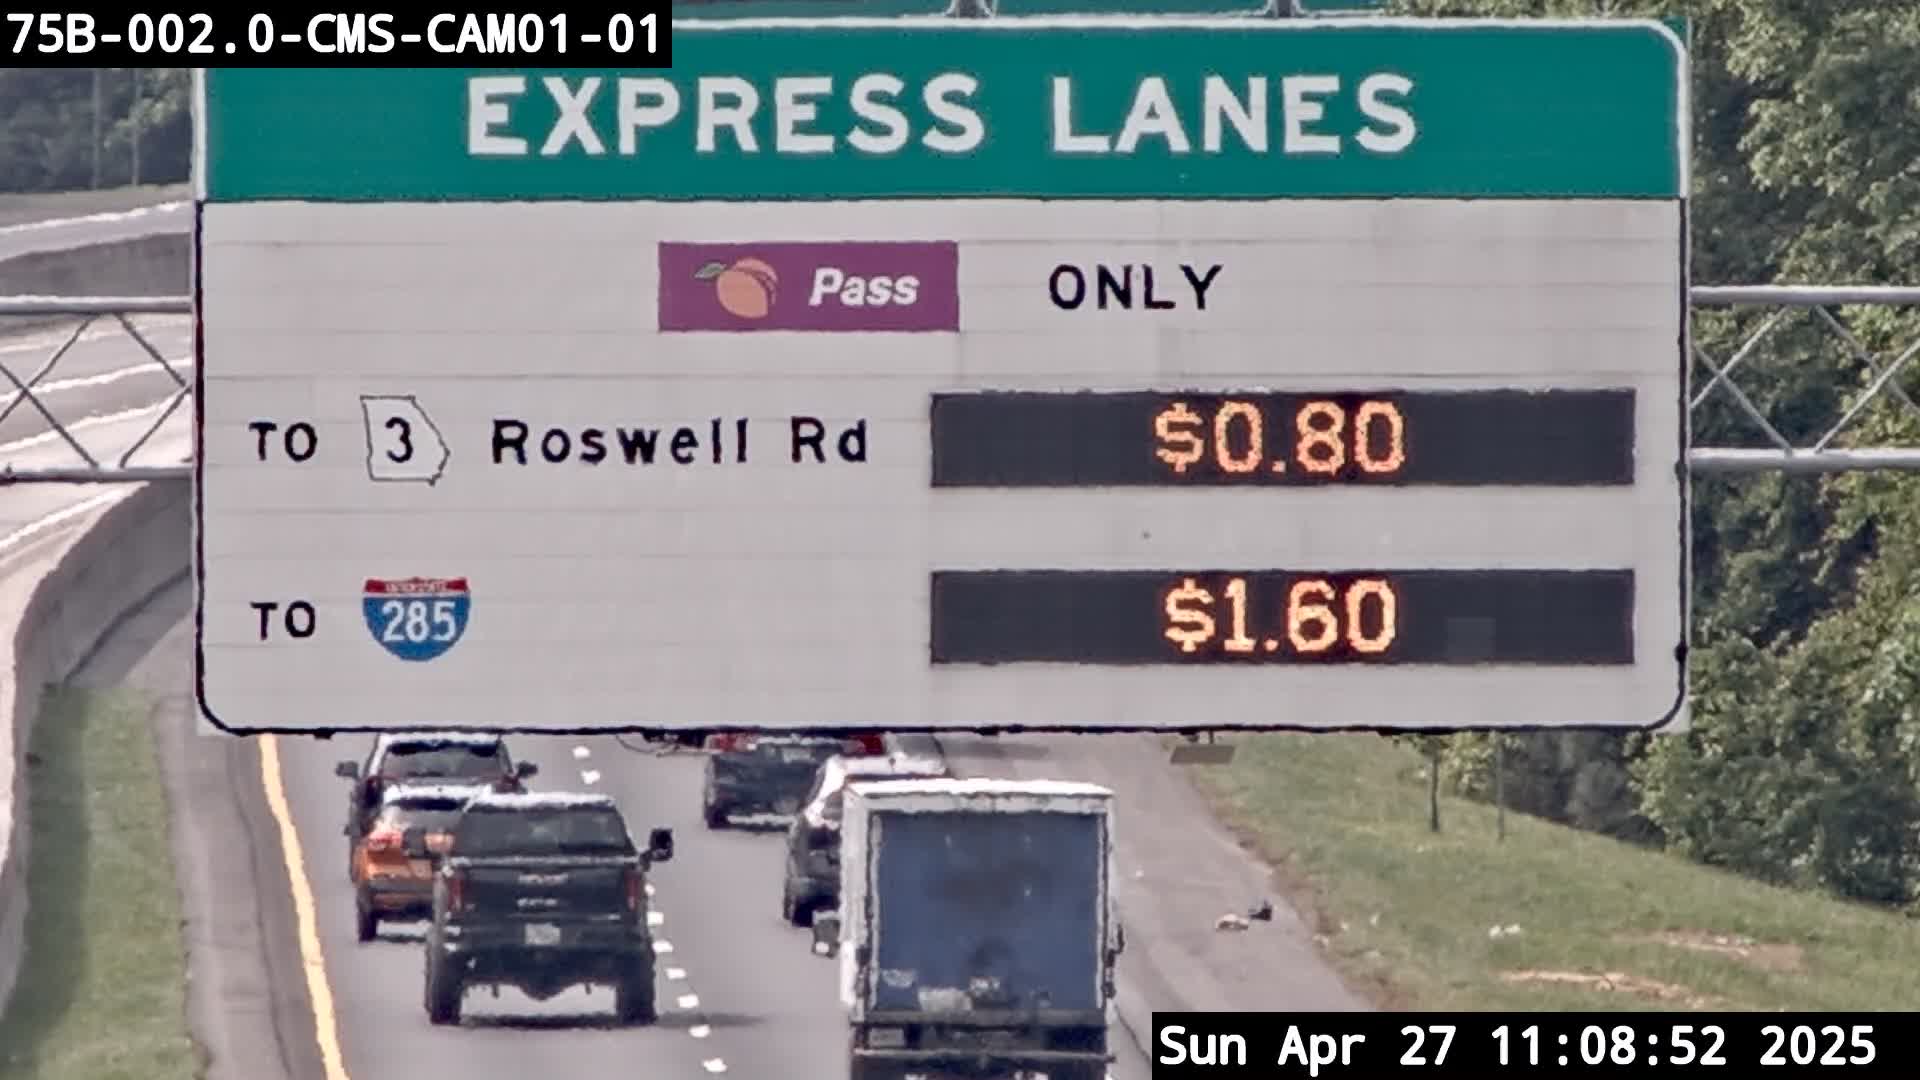 75B-002.0-CMS-CAM01-01
EXPRESS LANES
Pass ONLY
TO 3 Roswell Rd $0.80
TO INTERSTATE 285 $1.60
Sun Apr 27 11:08:52 2025